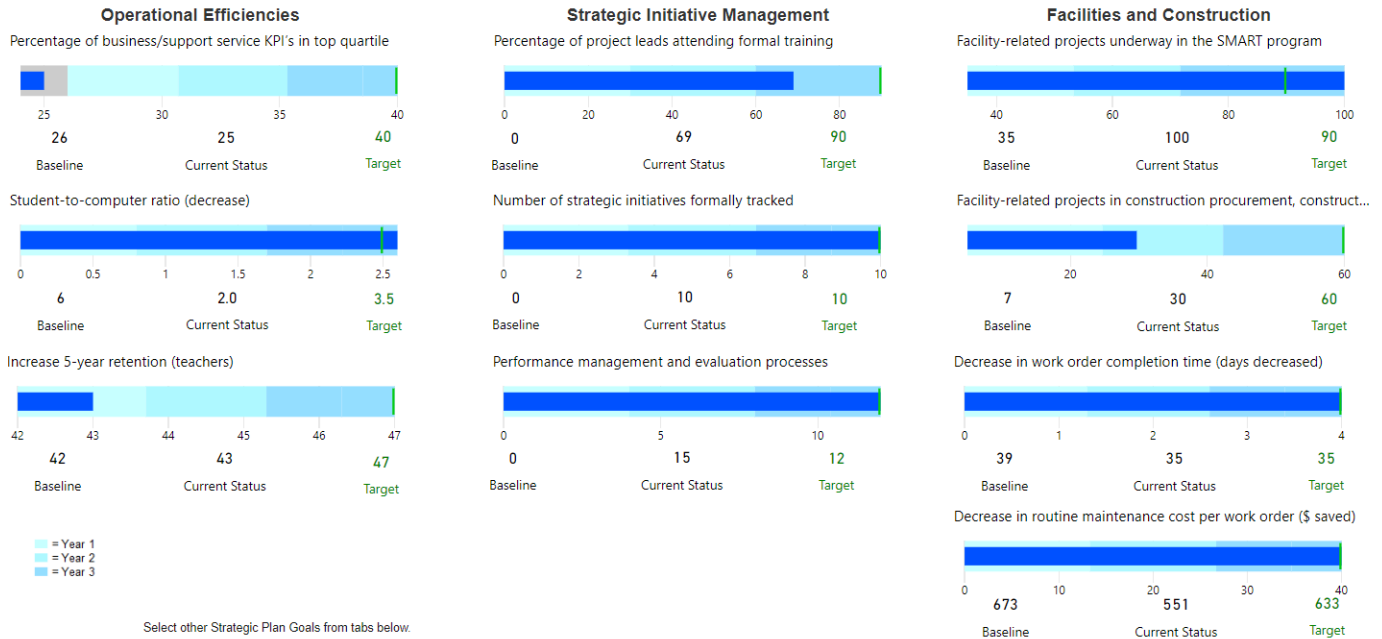 Operational Efficiencies
Percentage of business/support service KPI's in top quartile
25 30 35 40
26 25 40
Baseline Current Status Target
Student-to-computer ratio (decrease)
0 0.5 1 1.5 2 2.5
6 2.0 3.5
Baseline Current Status Target
Increase 5-year retention (teachers)
42 43 44 45 46 47
42 43 47
Baseline Current Status Target
= Year 1
= Year 2
= Year 3
Select other Strategic Plan Goals from tabs below.
Strategic Initiative Management
Percentage of project leads attending formal training
0 20 40 60 80
0 69 90
Baseline Current Status Target
Number of strategic initiatives formally tracked
0 2 4 6 8 10
0 10 10
Baseline Current Status Target
Performance management and evaluation processes
0 5 10
0 15 12
Baseline Current Status Target
Facilities and Construction
Facility-related projects underway in the SMART program
40 60 80 100
35 100 90
Baseline Current Status Target
Facility-related projects in construction procurement, construct...
20 40 60
7 30 60
Baseline Current Status Target
Decrease in work order completion time (days decreased)
0 1 2 3 4
39 35 35
Baseline Current Status Target
Decrease in routine maintenance cost per work order ($ saved)
0 10 20 30 40
673 551 633
Baseline Current Status Target